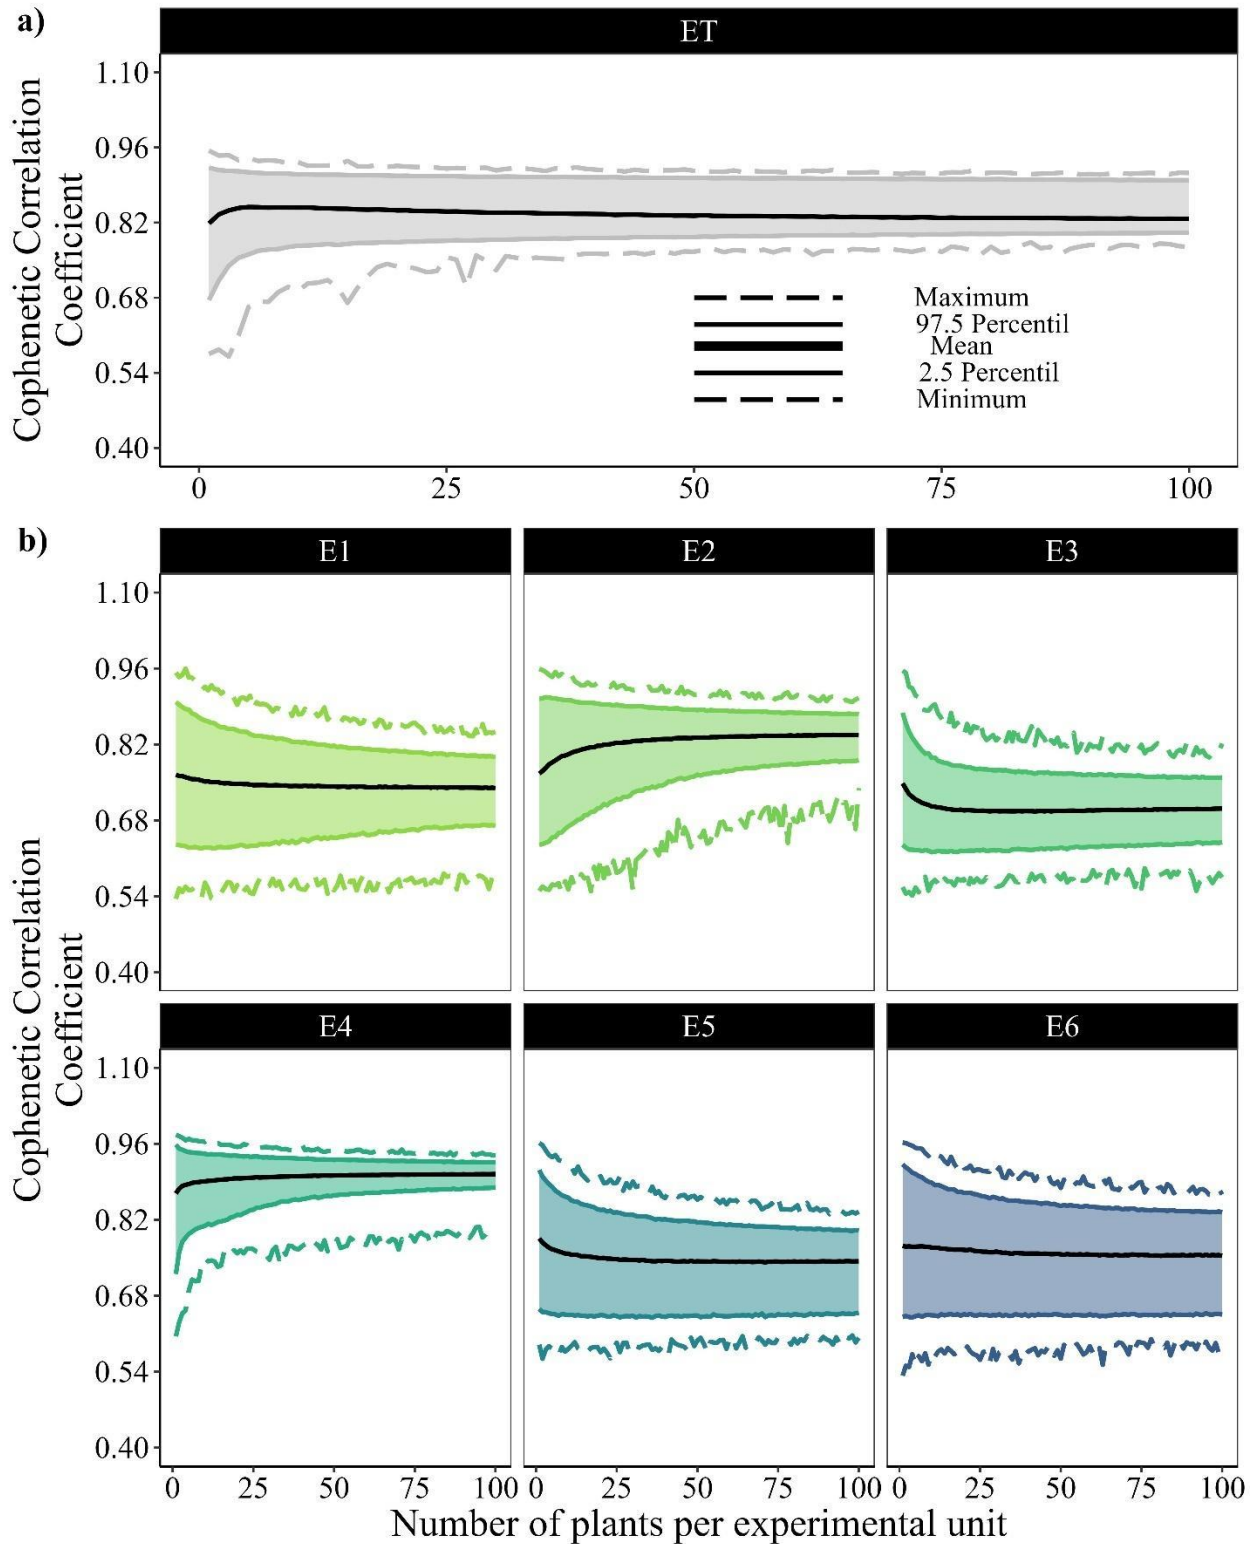 a)
ET
Cophenetic Correlation
Coefficient
1.10
0.96
0.82
0.68
0.54
0.40
Maximum
97.5 Percentil
Mean
2.5 Percentil
Minimum
0 25 50 75 100
b)
E1 E2 E3
Cophenetic Correlation
Coefficient
1.10
0.96
0.82
0.68
0.54
0.40
E4 E5 E6
1.10
0.96
0.82
0.68
0.54
0.40
0 25 50 75 100 0 25 50 75 100 0 25 50 75 100
Number of plants per experimental unit